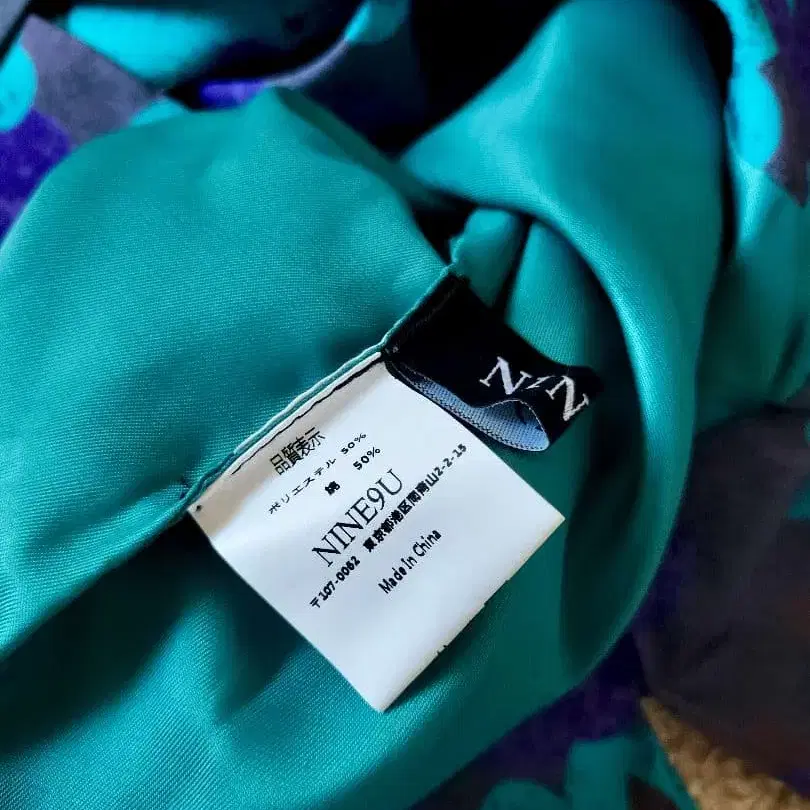 N
N
品質表示
ポリエステル 50%
綿 50%
NINE9U
〒107-0062 東京都港区南青山2-2-15
Made In China